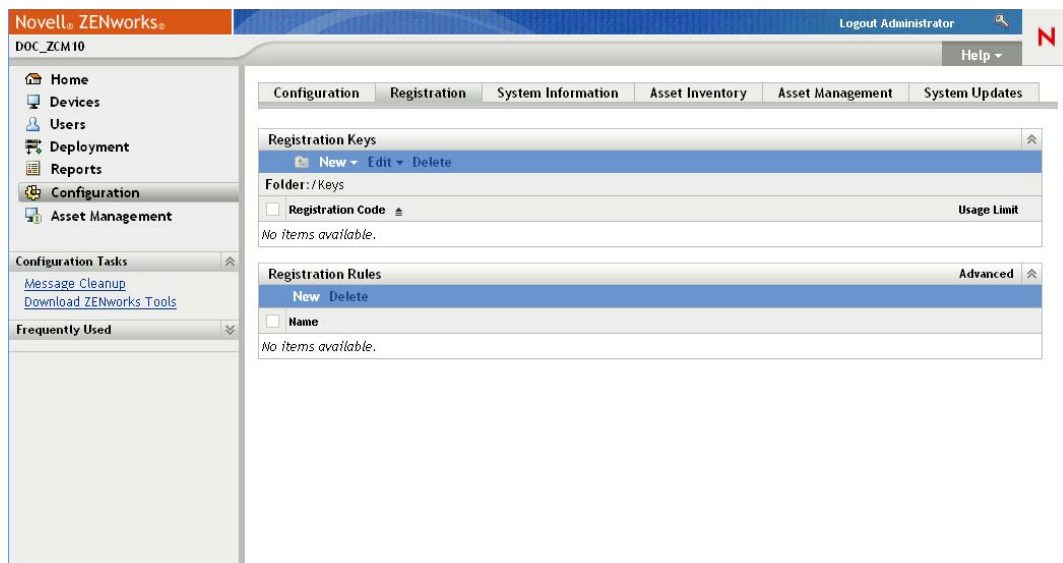 Novell® ZENworks®
Logout Administrator
N
DOC_ZCM10
Help
Home
Devices
Users
Deployment
Reports
Configuration
Asset Management
Configuration Tasks
Message Cleanup
Download ZENworks Tools
Frequently Used
Configuration Registration System Information Asset Inventory Asset Management System Updates
Registration Keys
New Edit Delete
Folder: /Keys
Registration Code Usage Limit
No items available.
Registration Rules Advanced
New Delete
Name
No items available.